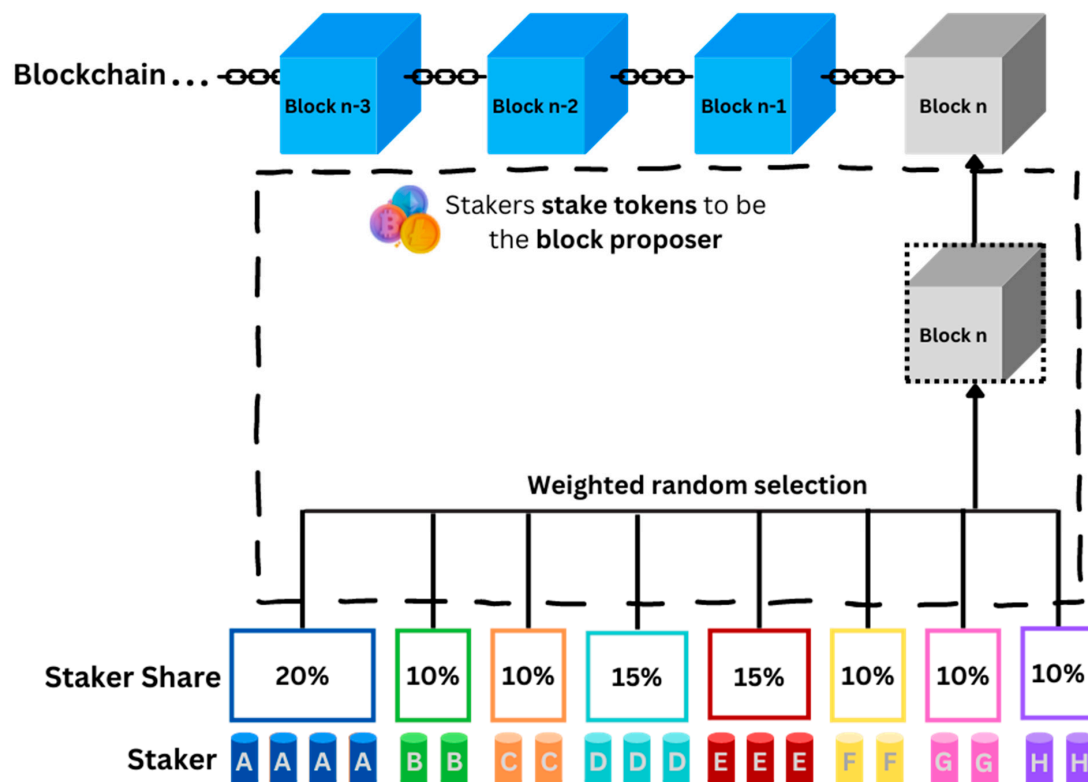 Blockchain ...
Block n-3
Block n-2
Block n-1
Block n
Stakers stake tokens to be
the block proposer
Block n
Weighted random selection
Staker Share
20%
10%
10%
15%
15%
10%
10%
10%
Staker
A A A A
B B
C C
D D D
E E E
F F
G G
H H